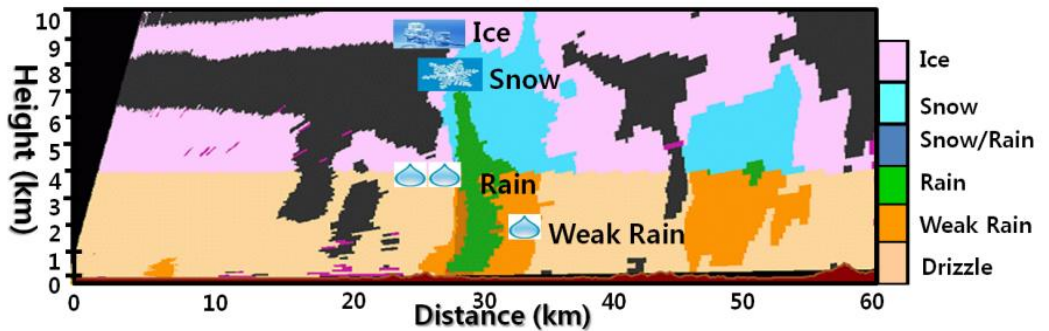 10
9
8
7
6
5
4
3
2
1
0
Height (km)
Ice
Snow
Rain
Weak Rain
0
10
20
30
40
50
60
Distance (km)
Ice
Snow
Snow/Rain
Rain
Weak Rain
Drizzle